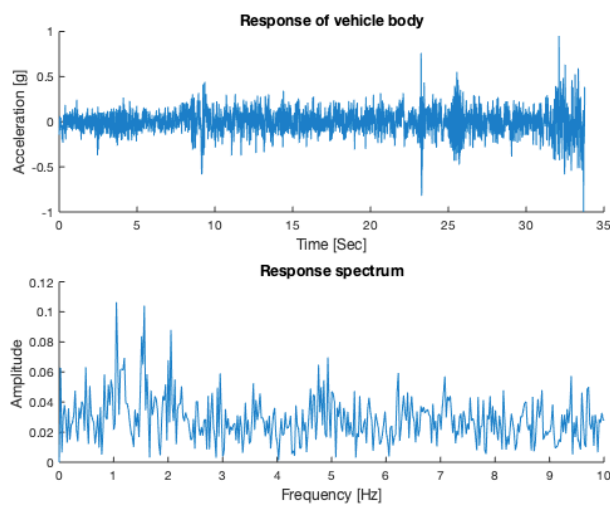 Response of vehicle body
Acceleration [g]
1
0.5
0
-0.5
-1
0 5 10 15 20 25 30 35
Time [Sec]
Response spectrum
Amplitude
0.12
0.1
0.08
0.06
0.04
0.02
0
0 1 2 3 4 5 6 7 8 9 10
Frequency [Hz]